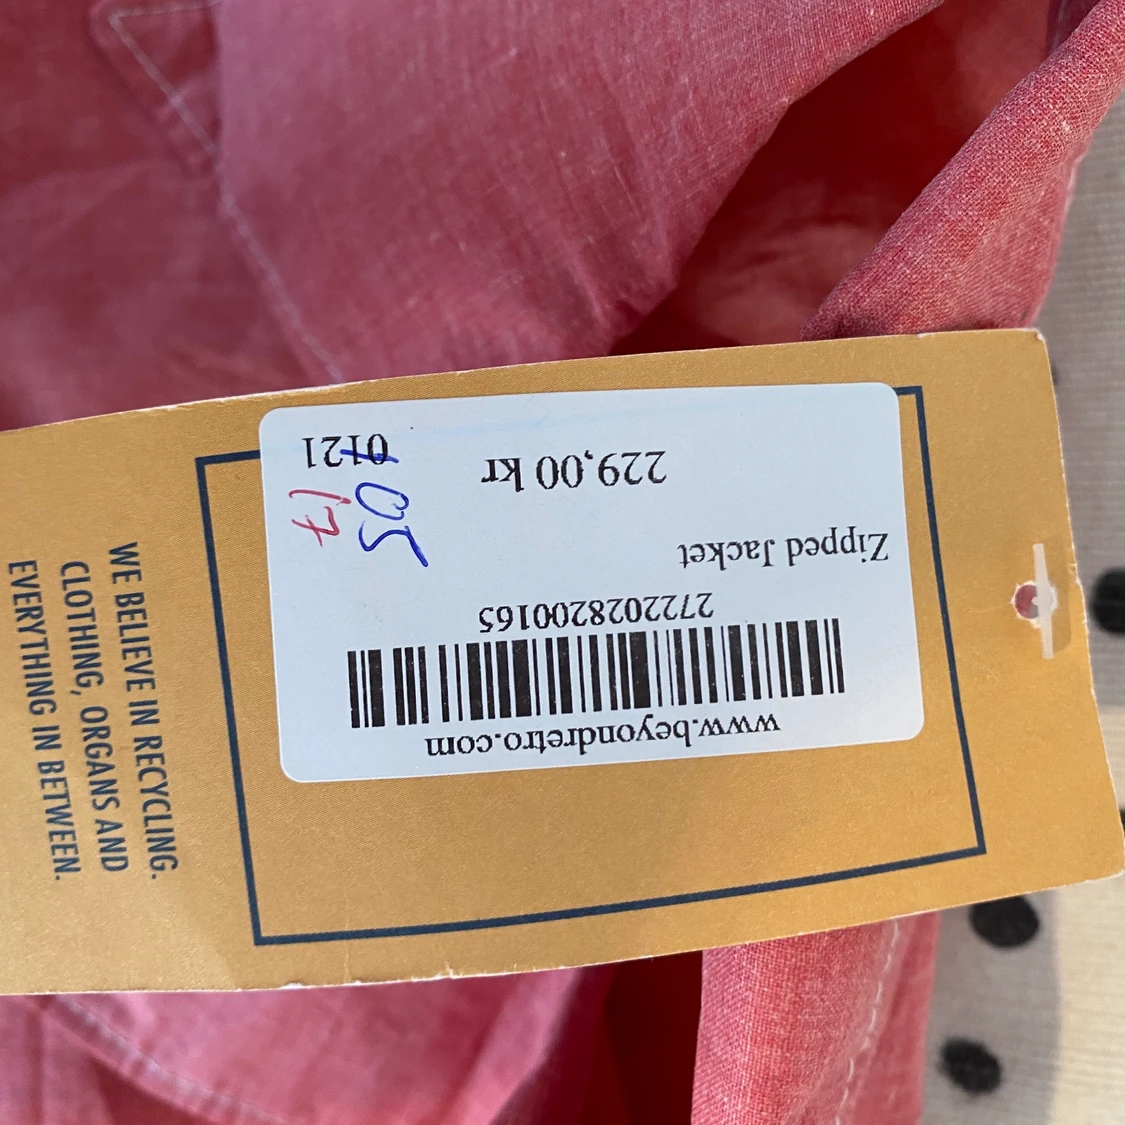 www.beyondretro.com
2722028200165
Zipped Jacket
229,00 kr
0121
05
17
WE BELIEVE IN RECYCLING.
CLOTHING, ORGANS AND
EVERYTHING IN BETWEEN.